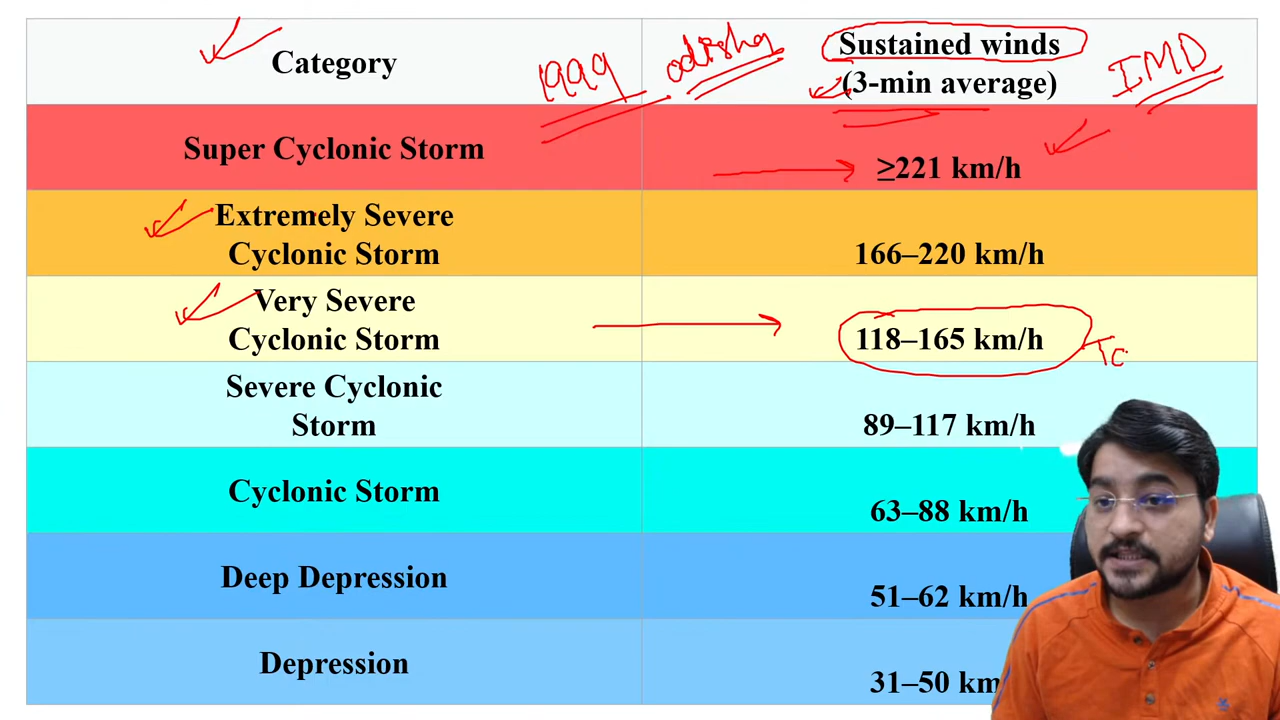 Category
1999
odisha
Sustained winds
(3-min average)
IMD
Super Cyclonic Storm
≥221 km/h
Extremely Severe
Cyclonic Storm
166–220 km/h
Very Severe
Cyclonic Storm
118–165 km/h
TC
Severe Cyclonic
Storm
89–117 km/h
Cyclonic Storm
63–88 km/h
Deep Depression
51–62 km/h
Depression
31–50 km